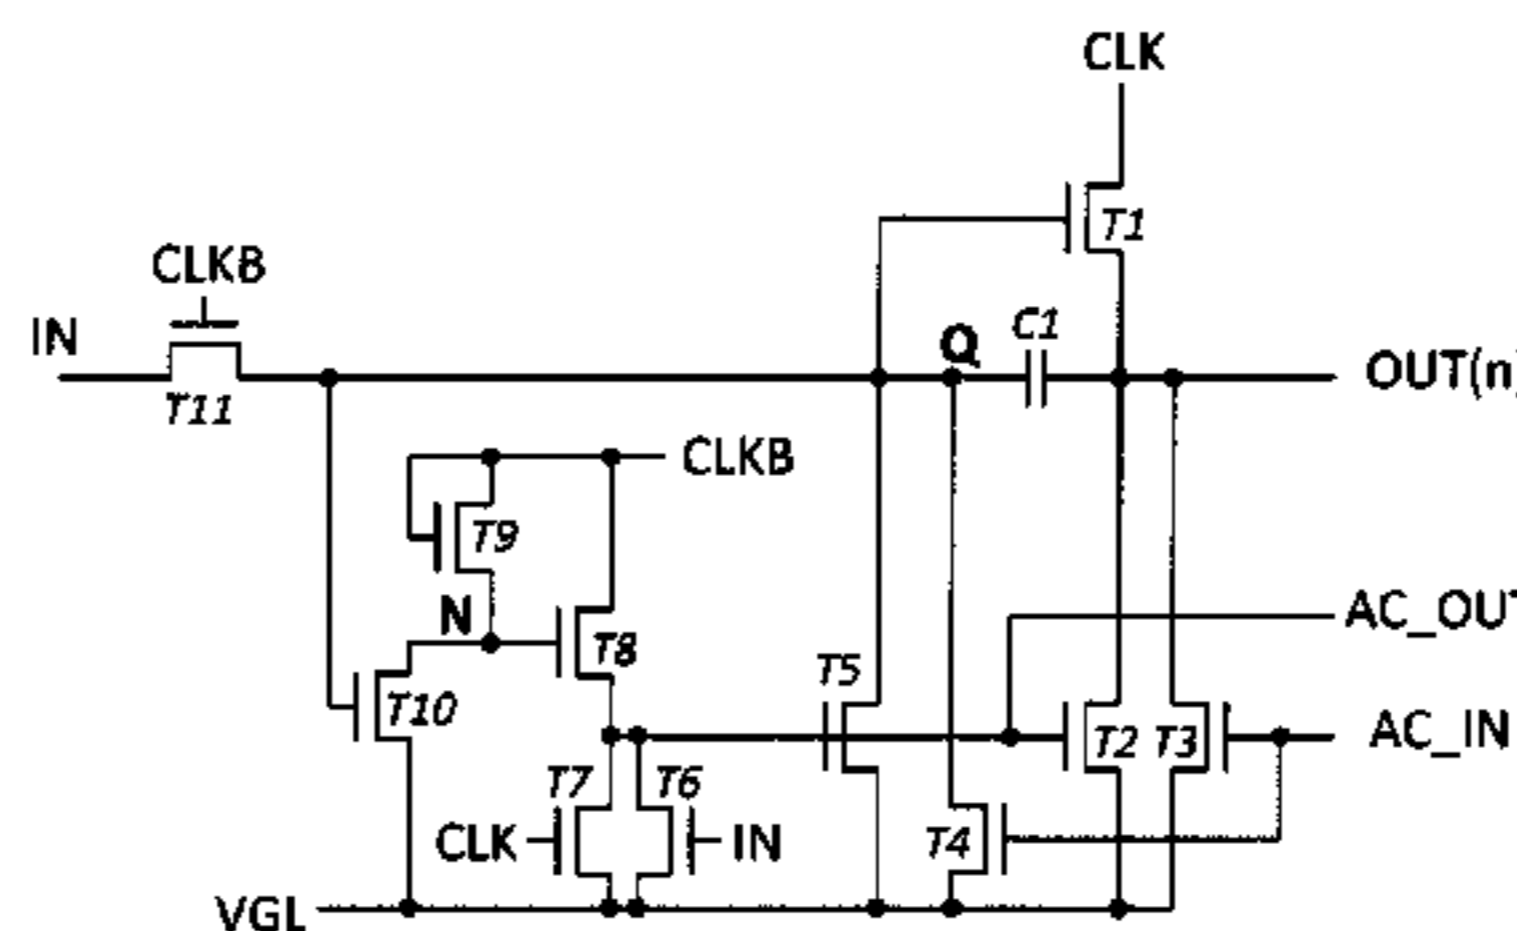 CLK
T1
CLKB
IN
T11
Q
C1
OUT(n)
CLKB
T9
N
T8
T10
AC_OUT
T5
T2
T3
AC_IN
T7
T6
CLK
IN
T4
VGL